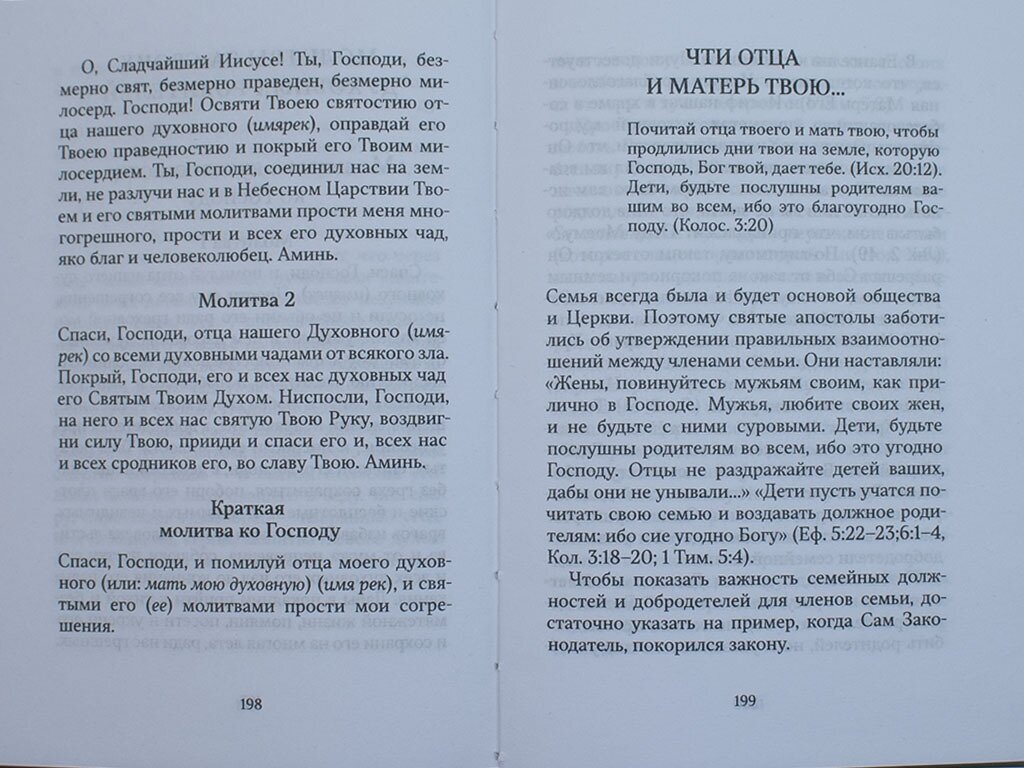 О, Сладчайший Иисусе! Ты, Господи, без-
мерно свят, безмерно праведен, безмерно ми-
лосерд. Господи! Освяти Твоею святостию от-
ца нашего духовного (имярек), оправдай его
Твоею праведностию и покрый его Твоим ми-
лосердием. Ты, Господи, соединил нас на зем-
ли, не разлучи нас и в Небесном Царствии Тво-
ем и его святыми молитвами прости меня мно-
гогрешного, прости и всех его духовных чад,
яко благ и человеколюбец. Аминь.
Молитва 2
Спаси, Господи, отца нашего Духовного (имя-
рек) со всеми духовными чадами от всякого зла.
Покрый, Господи, его и всех нас духовных чад
его Святым Твоим Духом. Ниспосли, Господи,
на него и всех нас святую Твою Руку, воздвиг-
ни силу Твою, прииди и спаси его и, всех нас
и всех сродников его, во славу Твою. Аминь.
Краткая
молитва ко Господу
Спаси, Господи, и помилуй отца моего духов-
ного (или: мать мою духовную) (имя рек), и свя-
тыми его (ее) молитвами прости мои согре-
шения.
198
ЧТИ ОТЦА
И МАТЕРЬ ТВОЮ...
Почитай отца твоего и мать твою, чтобы
продлились дни твои на земле, которую
Господь, Бог твой, дает тебе. (Исх. 20:12).
Дети, будьте послушны родителям ва-
шим во всем, ибо это благоугодно Гос-
поду. (Колос. 3:20)
Семья всегда была и будет основой общества
и Церкви. Поэтому святые апостолы заботи-
лись об утверждении правильных взаимоотно-
шений между членами семьи. Они наставляли:
«Жены, повинуйтесь мужьям своим, как при-
лично в Господе. Мужья, любите своих жен,
и не будьте с ними суровыми. Дети, будьте
послушны родителям во всем, ибо это угодно
Господу. Отцы не раздражайте детей ваших,
дабы они не унывали...» «Дети пусть учатся по-
читать свою семью и воздавать должное роди-
телям: ибо сие угодно Богу» (Еф. 5:22–23;6:1–4,
Кол. 3:18–20; 1 Тим. 5:4).
Чтобы показать важность семейных долж-
ностей и добродетелей для членов семьи, до-
статочно указать на пример, когда Сам Зако-
нодатель, покорился закону.
199